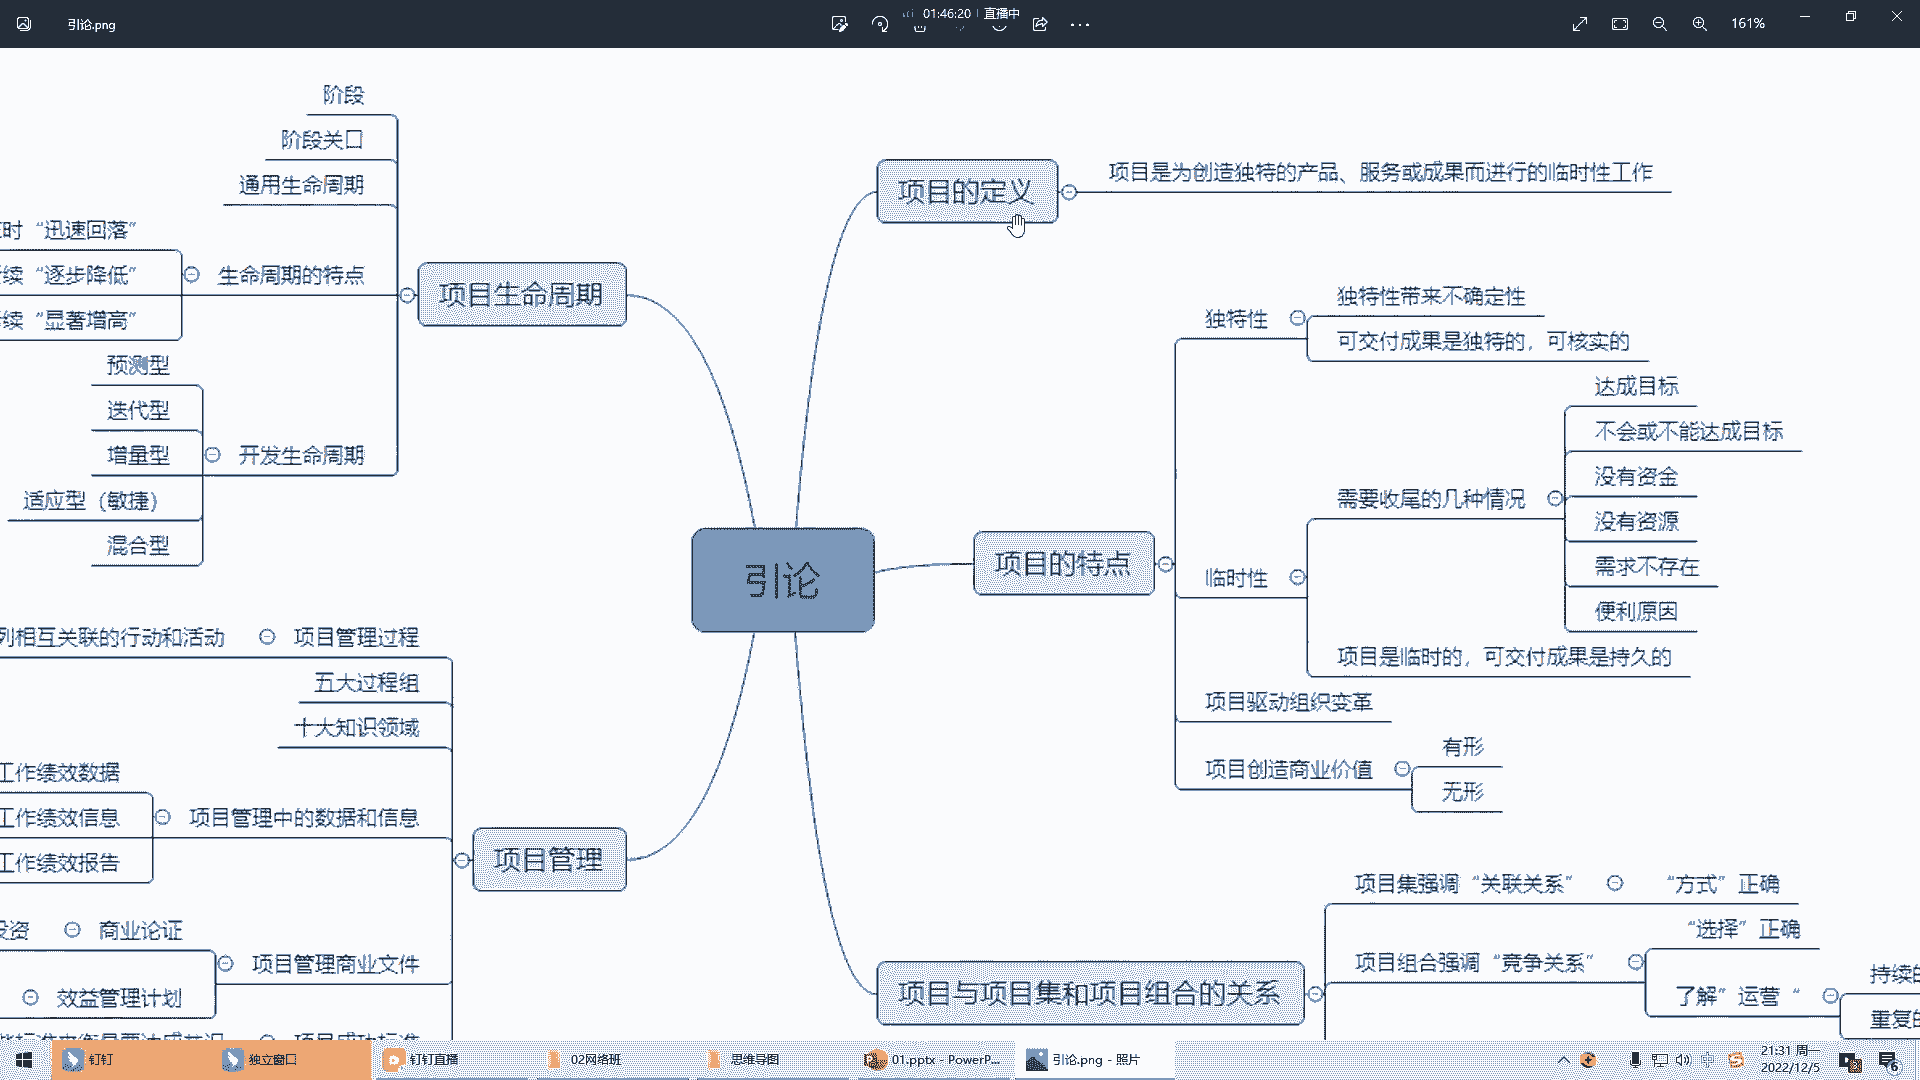 引论.png
01:46:20
直播中
161%
阶段
阶段关口
通用生命周期
时 “迅速回落”
续 “逐步降低”
续 “显著增高”
生命周期的特点
项目生命周期
预测型
迭代型
增量型
适应型（敏捷）
混合型
开发生命周期
项目的定义
项目是为创造独特的产品、服务或成果而进行的临时性工作
独特性
独特性带来不确定性
可交付成果是独特的，可核实的
达成目标
不会或不能达成目标
没有资金
没有资源
需求不存在
便利原因
需要收尾的几种情况
临时性
项目是临时的，可交付成果是持久的
项目的特点
项目驱动组织变革
项目创造商业价值
有形
无形
引论
列相互关联的行动和活动
项目管理过程
五大过程组
十大知识领域
工作绩效数据
工作绩效信息
工作绩效报告
项目管理中的数据和信息
项目管理
投资
商业论证
效益管理计划
项目管理商业文件
项目成功标准
项目与项目集和项目组合的关系
项目集强调 “关联关系”
“方式” 正确
“选择” 正确
项目组合强调 “竞争关系”
了解” 运营 “
持续的
重复的
钉钉
独立窗口
钉钉直播
02网络班
思维导图
01.pptx - PowerP...
引论.png - 照片
中
21:31 周一
2022/12/5
6